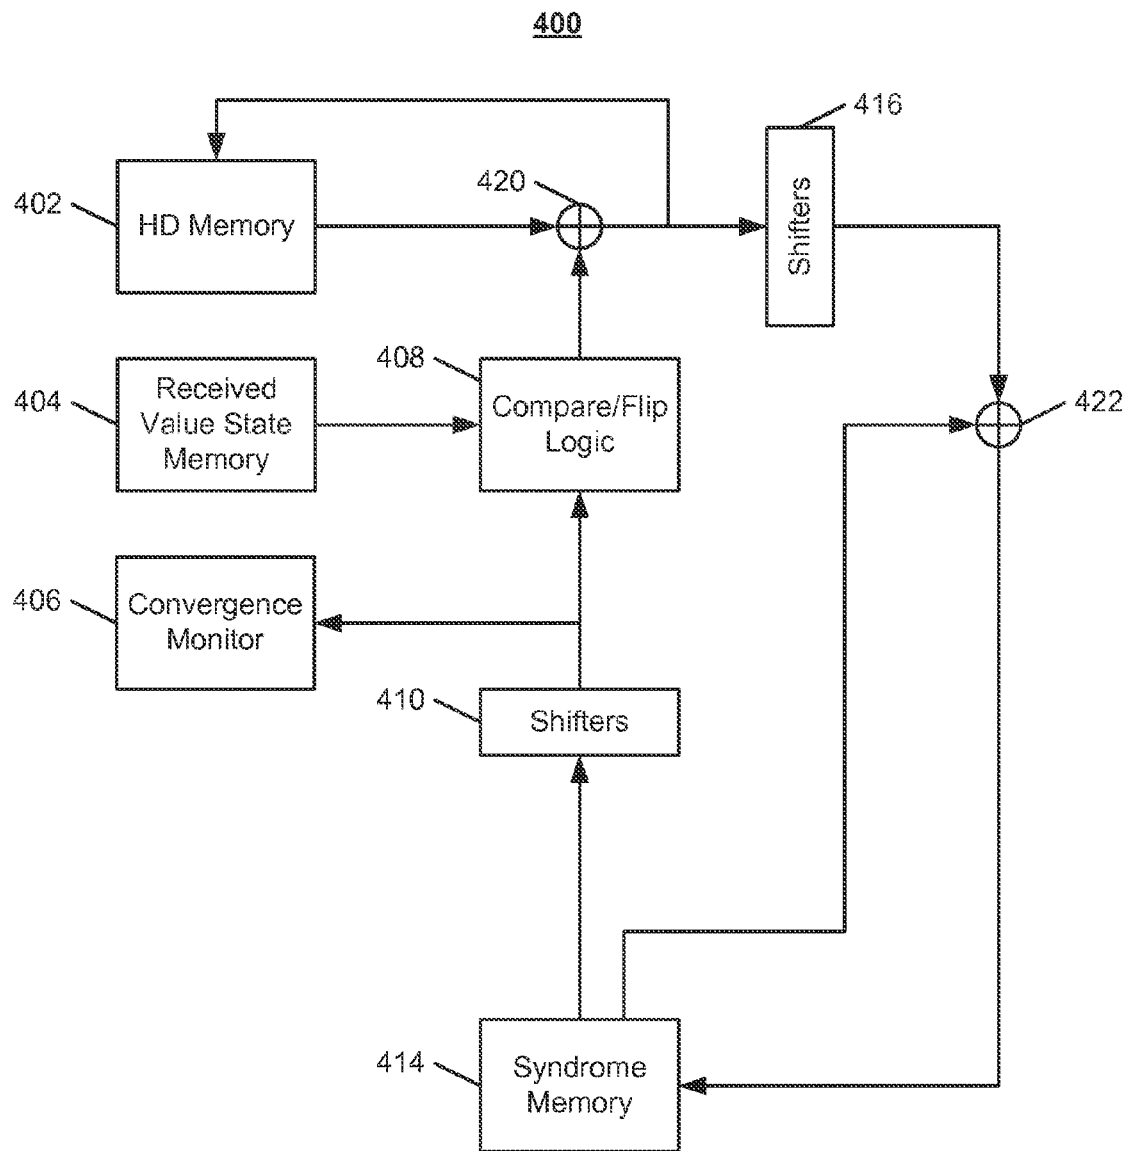 400
416
Shifters
420
402
HD Memory
408
Compare/Flip
Logic
404
Received
Value State
Memory
422
406
Convergence
Monitor
410
Shifters
414
Syndrome
Memory